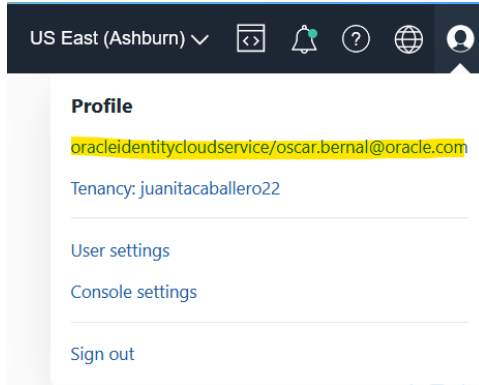 US East (Ashburn)
Profile
oracleidentitycloudservice/oscar.bernal@oracle.com
Tenancy: juanitacaballero22
User settings
Console settings
Sign out